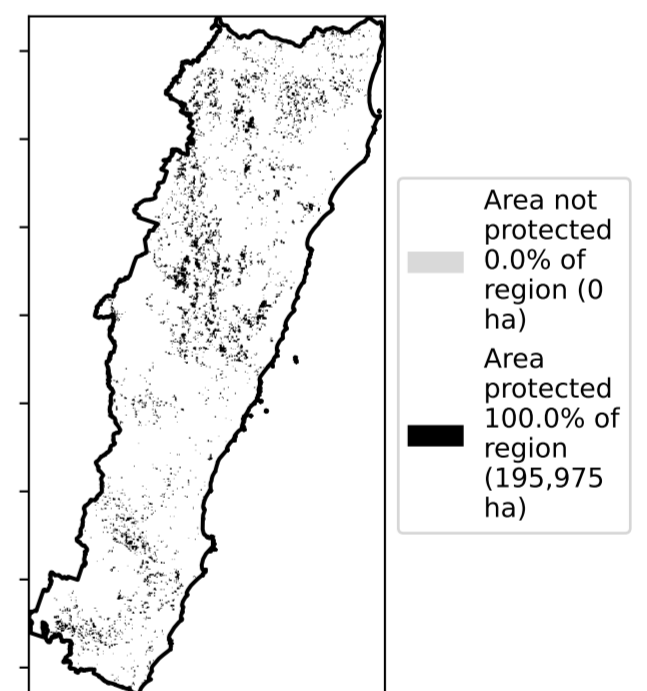 Area not
protected
0.0% of
region (0
ha)
Area
protected
100.0% of
region
(195,975
ha)